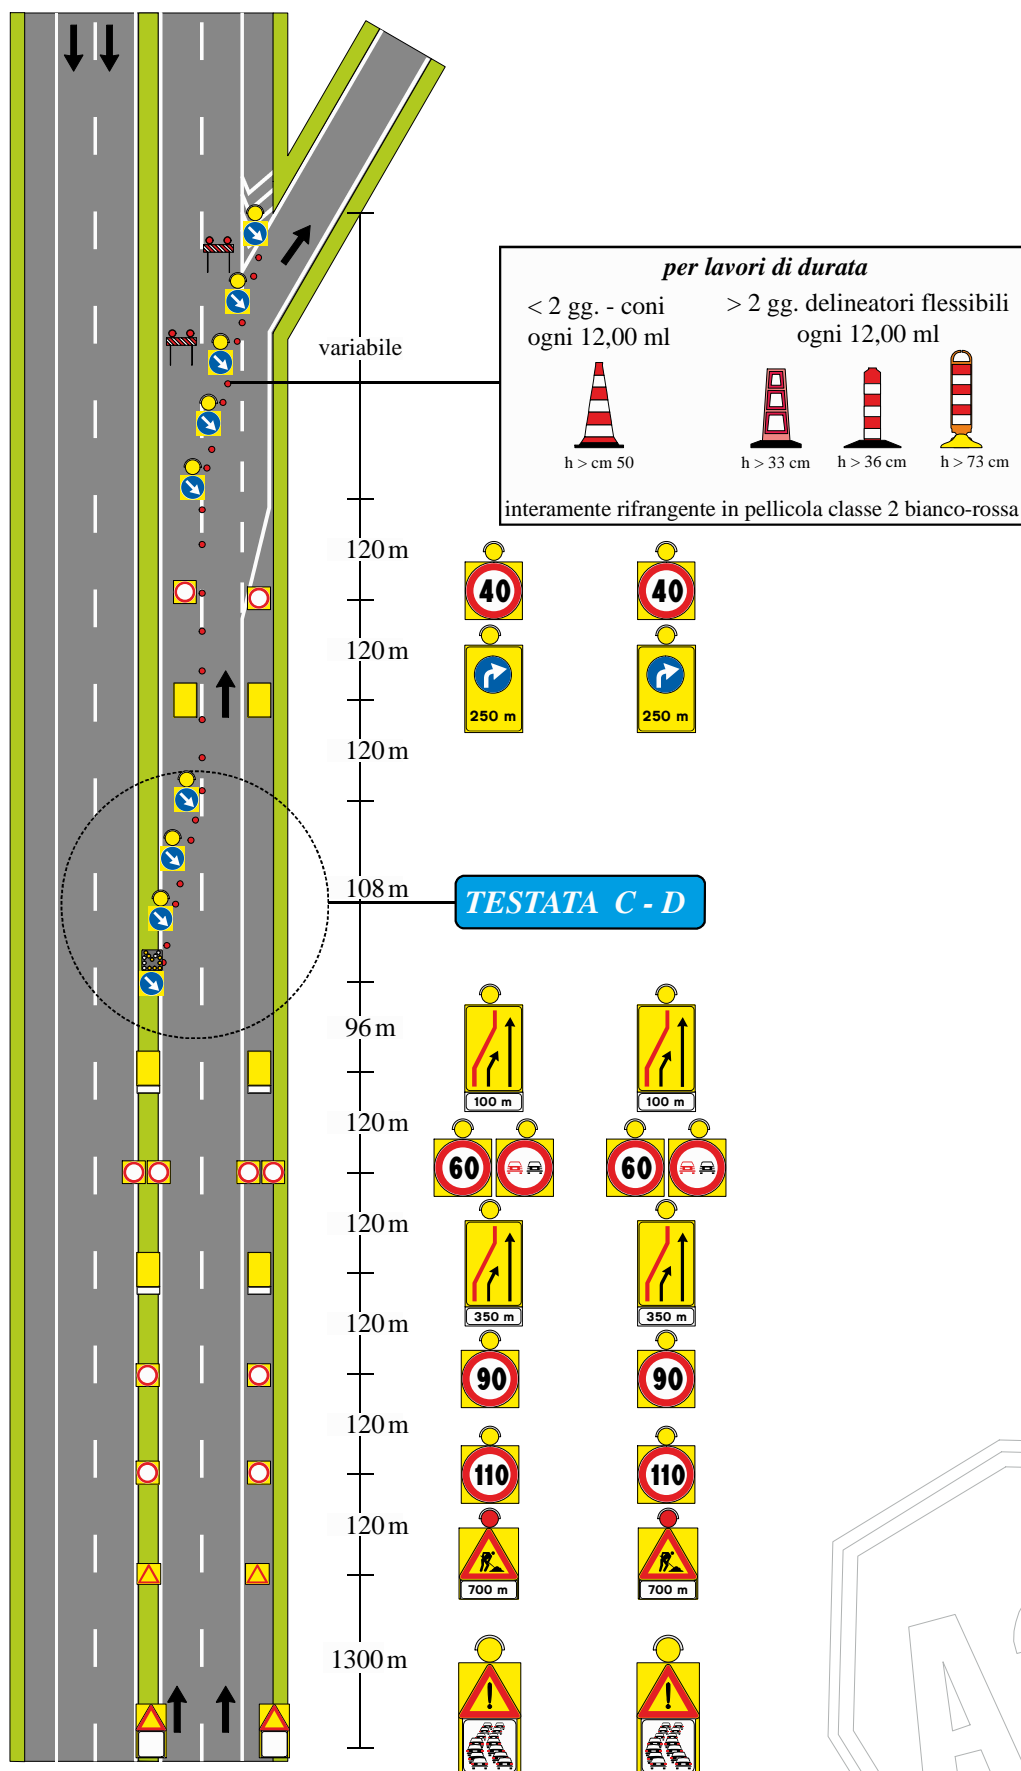 per lavori di durata
< 2 gg. - coni
ogni 12,00 ml
> 2 gg. delineatori flessibili
ogni 12,00 ml
h > cm 50
h > 33 cm
h > 36 cm
h > 73 cm
interamente rifrangente in pellicola classe 2 bianco-rossa
variabile
120 m
40
40
120 m
250 m
250 m
120 m
108 m
TESTATA C - D
96 m
100 m
100 m
120 m
60
60
120 m
350 m
350 m
120 m
90
90
120 m
110
110
120 m
700 m
700 m
1300 m